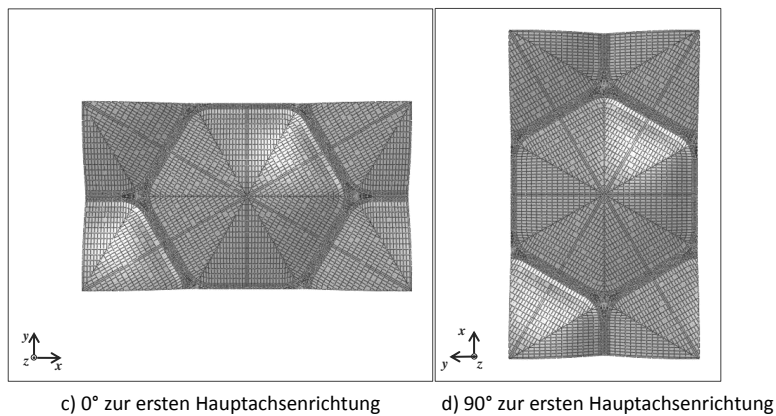 y
z
x
x
y
z
c) 0° zur ersten Hauptachsenrichtung
d) 90° zur ersten Hauptachsenrichtung